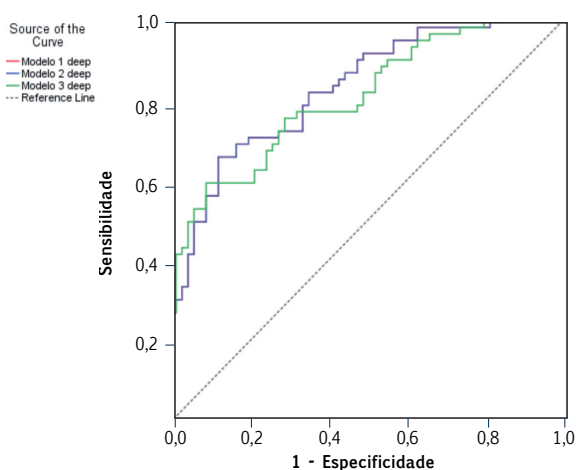 Source of the
Curve
Modelo 1 deep
Modelo 2 deep
Modelo 3 deep
Reference Line
Sensibilidade
1,0
0,8
0,6
0,4
0,2
0,0
0,2
0,4
0,6
0,8
1,0
1 - Especificidade